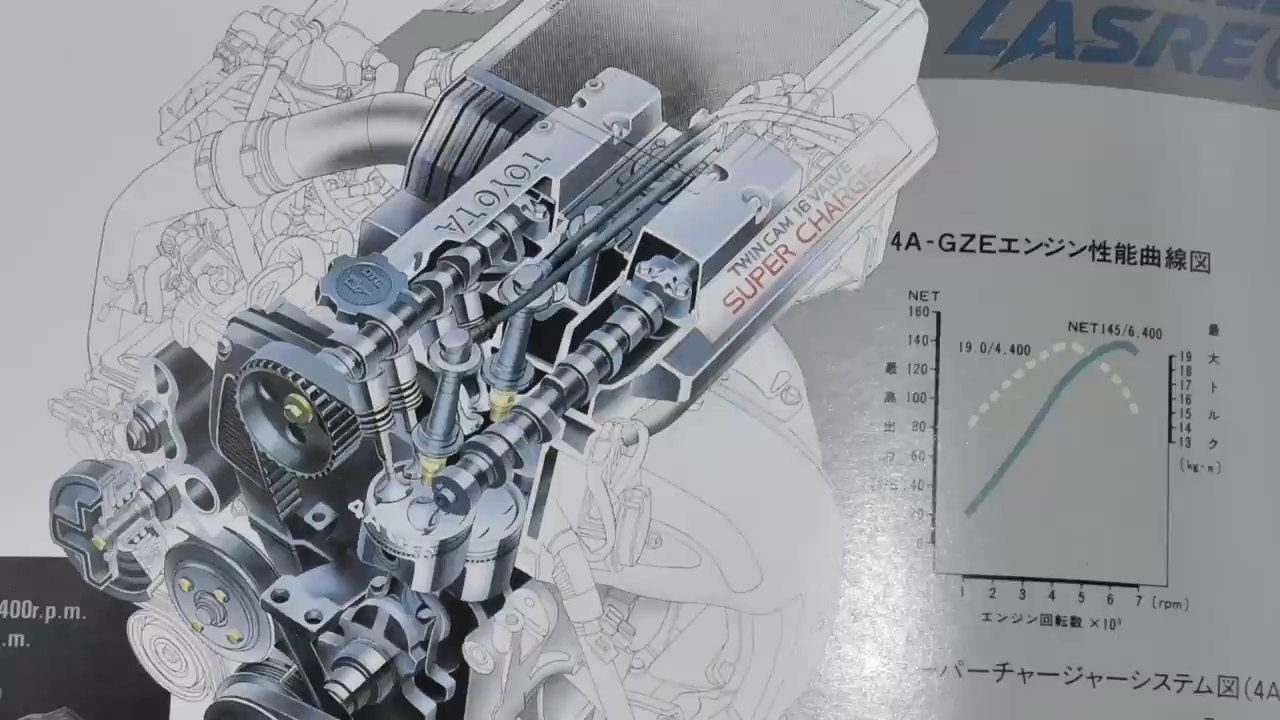 LASRE
TOYOTA
TWIN CAM 16 VALVE
SUPER CHARGE
4A-GZEエンジン性能曲線図
NET
160
140
120
100
80
60
40
20
0
NET145/6,400
19.0/4,400
最高出力
最大トルク
19
18
17
16
15
14
13
(kg-m)
1 2 3 4 5 6 7 (rpm)
エンジン回転数 ×10³
ーパーチャージャーシステム図(4A
400r.p.m.
.m.